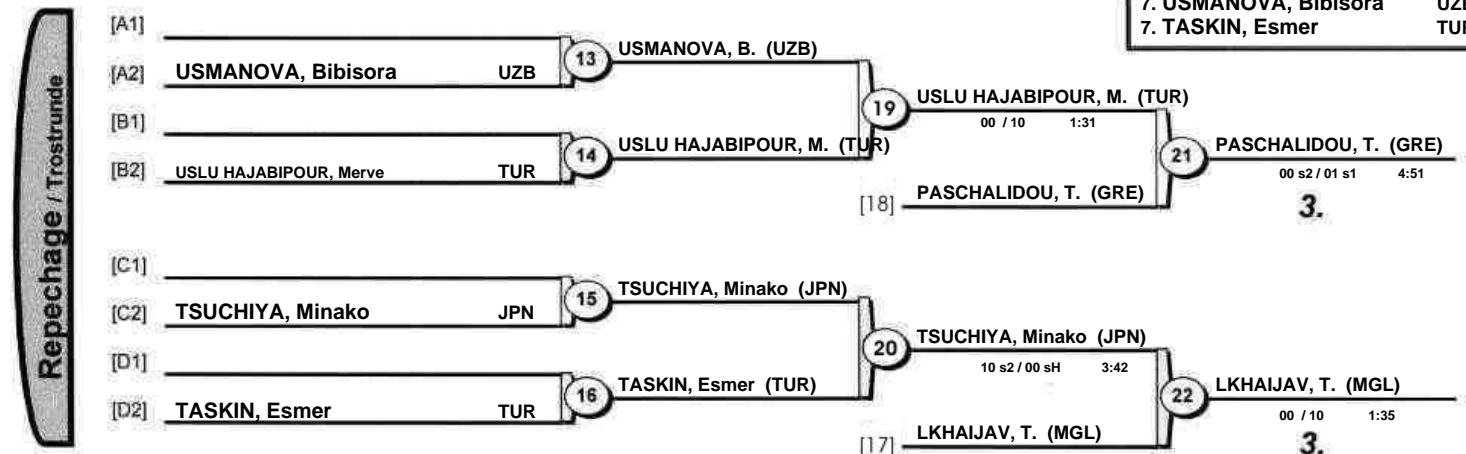 7. USMANOVA, Bibisora UZB
7. TASKIN, Esmer TUR
Repechage / Trostrunde
[A1]
[A2] USMANOVA, Bibisora UZB
13
USMANOVA, B. (UZB)
[B1]
[B2] USLU HAJABIPOUR, Merve TUR
14
USLU HAJABIPOUR, M. (TUR)
19
USLU HAJABIPOUR, M. (TUR)
00 / 10 1:31
[18] PASCHALIDOU, T. (GRE)
21
PASCHALIDOU, T. (GRE)
00 s2 / 01 s1 4:51
3.
[C1]
[C2] TSUCHIYA, Minako JPN
15
TSUCHIYA, Minako (JPN)
[D1]
[D2] TASKIN, Esmer TUR
16
TASKIN, Esmer (TUR)
20
TSUCHIYA, Minako (JPN)
10 s2 / 00 sH 3:42
[17] LKHAIJAV, T. (MGL)
22
LKHAIJAV, T. (MGL)
00 / 10 1:35
3.